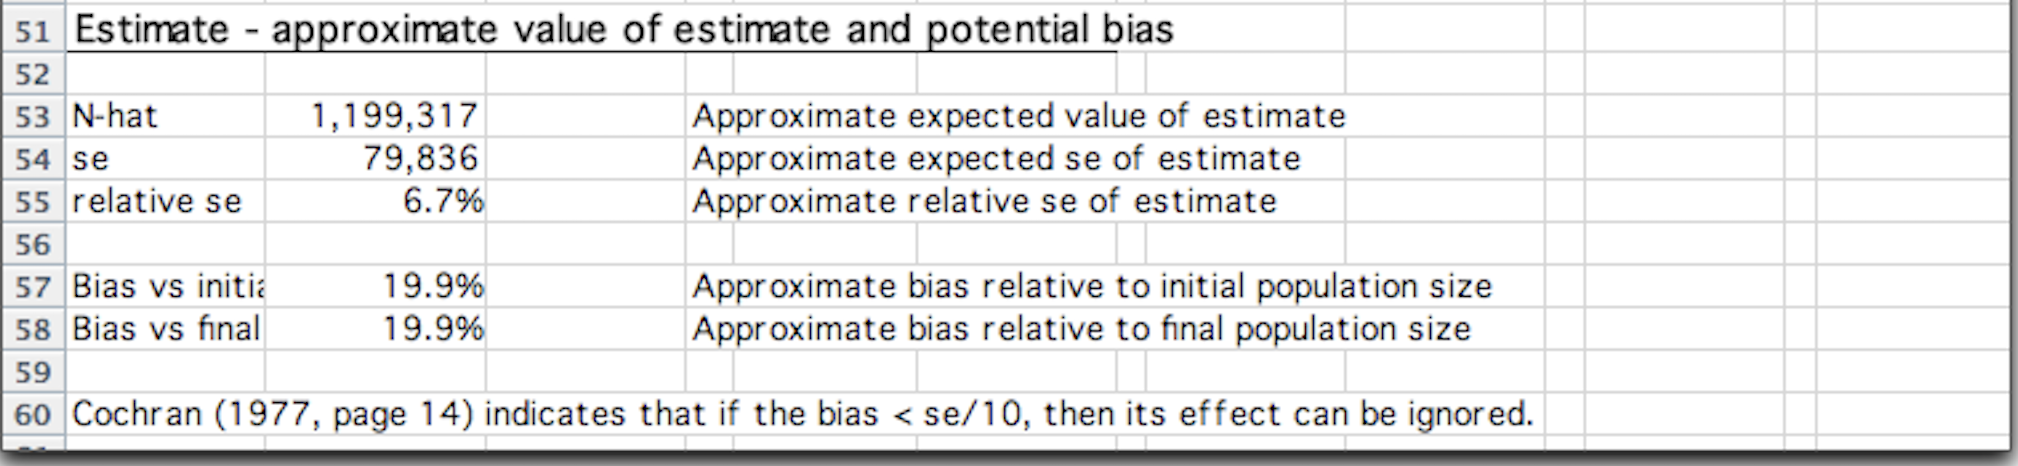 51 Estimate - approximate value of estimate and potential bias
52
53 N-hat 1,199,317 Approximate expected value of estimate
54 se 79,836 Approximate expected se of estimate
55 relative se 6.7% Approximate relative se of estimate
56
57 Bias vs initia 19.9% Approximate bias relative to initial population size
58 Bias vs final 19.9% Approximate bias relative to final population size
59
60 Cochran (1977, page 14) indicates that if the bias < se/10, then its effect can be ignored.